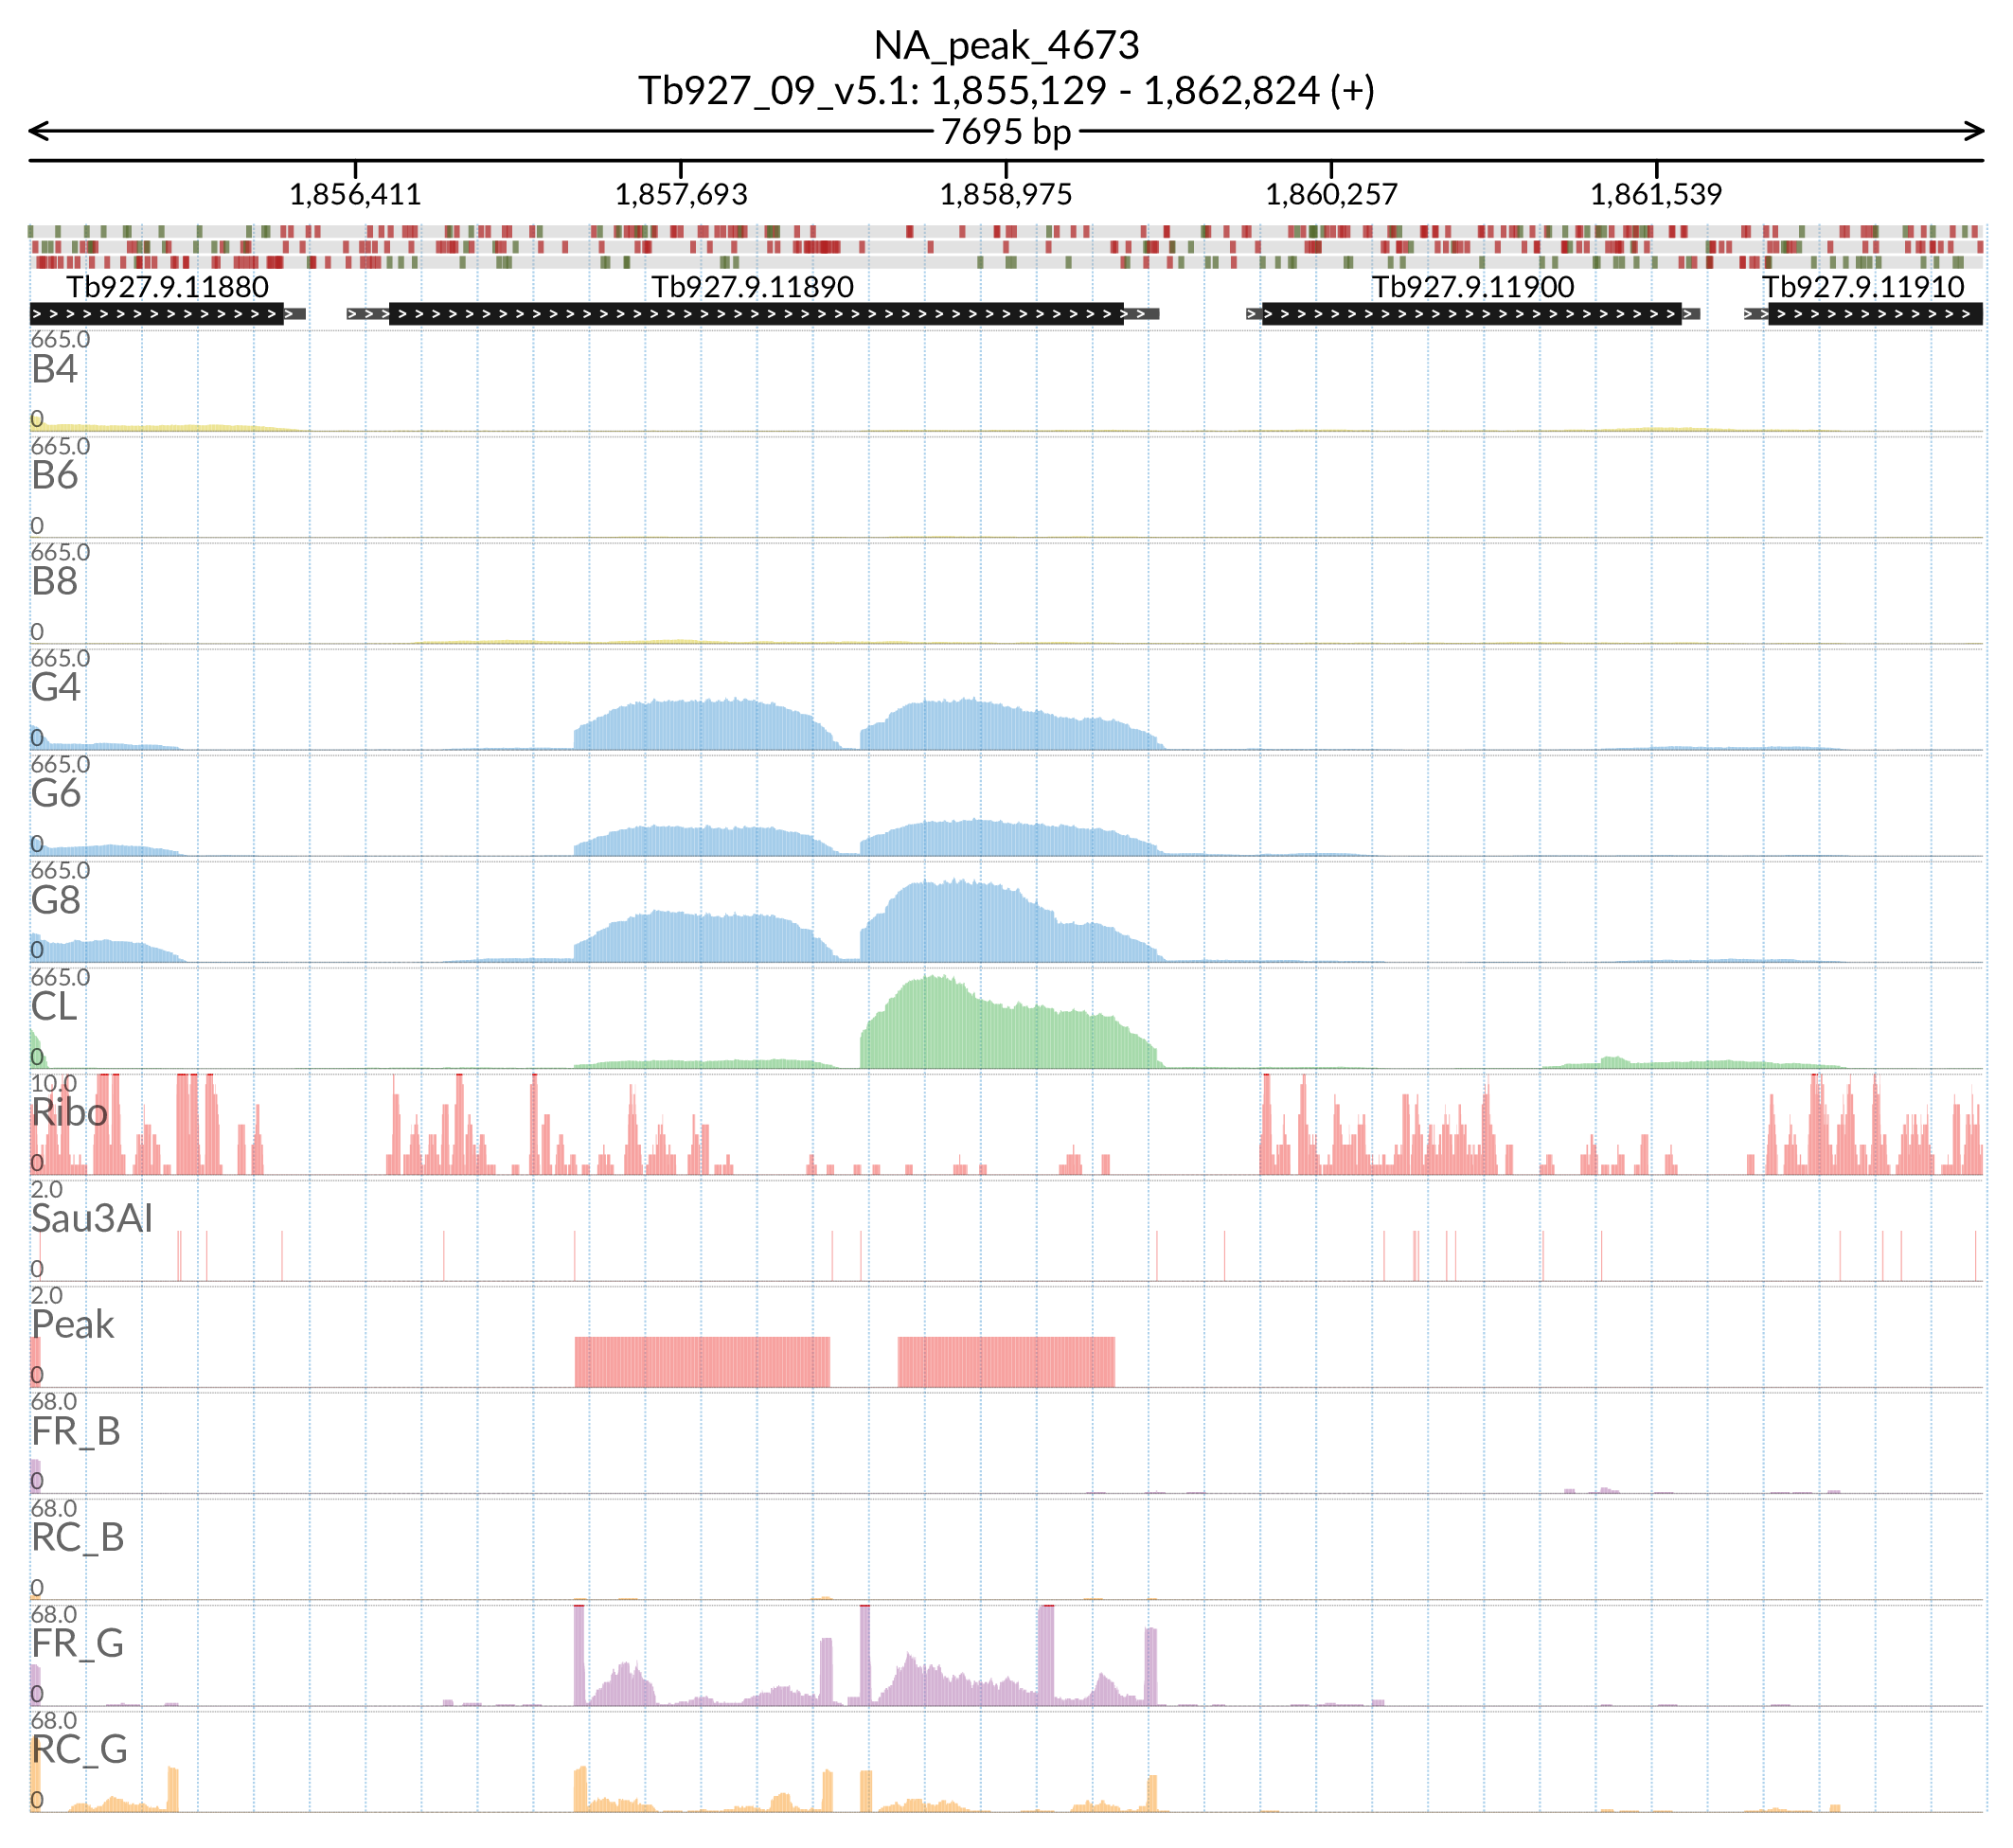 NA_peak_4673
Tb927_09_v5.1: 1,855,129 - 1,862,824 (+)
7695 bp
1,856,411 1,857,693 1,858,975 1,860,257 1,861,539
Tb927.9.11880 Tb927.9.11890 Tb927.9.11900 Tb927.9.11910
665.0
B4
0
665.0
B6
0
665.0
B8
0
665.0
G4
0
665.0
G6
0
665.0
G8
0
665.0
CL
0
10.0
Ribo
0
2.0
Sau3AI
0
2.0
Peak
0
68.0
FR_B
0
68.0
RC_B
0
68.0
FR_G
0
68.0
RC_G
0